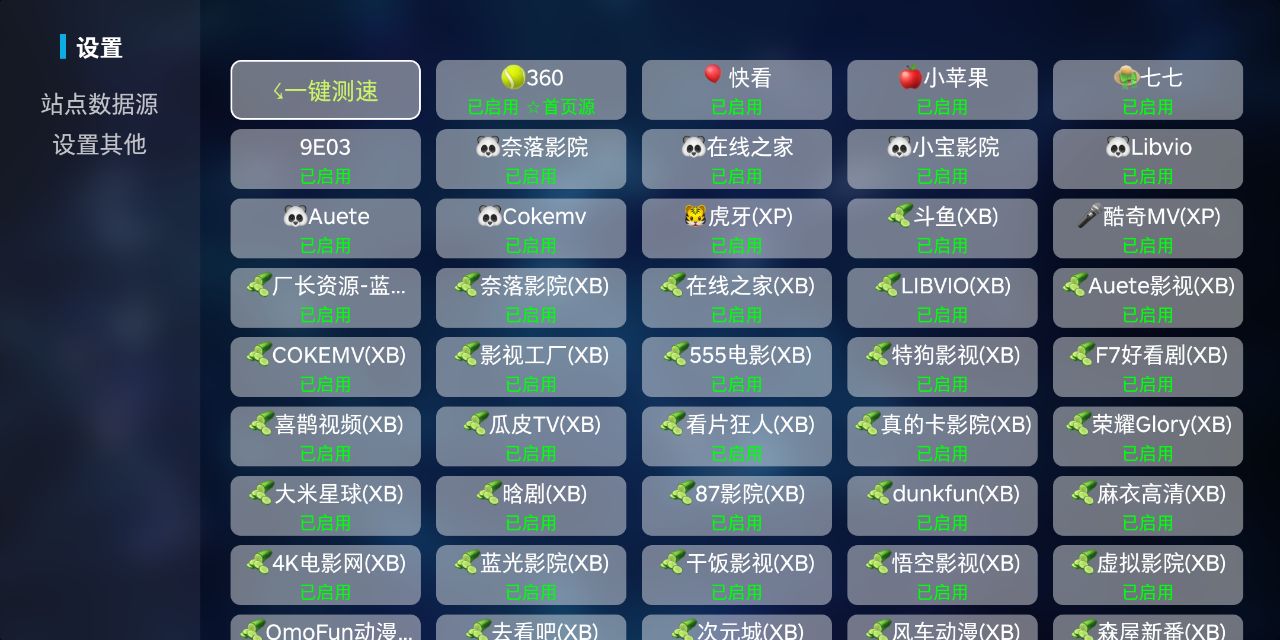 设置
站点数据源
设置其他
一键测速
360
已启用 ☆首页源
快看
已启用
小苹果
已启用
七七
已启用
9E03
已启用
奈落影院
已启用
在线之家
已启用
小宝影院
已启用
Libvio
已启用
Auete
已启用
Cokemv
已启用
虎牙(XP)
已启用
斗鱼(XB)
已启用
酷奇MV(XP)
已启用
厂长资源-蓝...
已启用
奈落影院(XB)
已启用
在线之家(XB)
已启用
LIBVIO(XB)
已启用
Auete影视(XB)
已启用
COKEMV(XB)
已启用
影视工厂(XB)
已启用
555电影(XB)
已启用
特狗影视(XB)
已启用
F7好看剧(XB)
已启用
喜鹊视频(XB)
已启用
瓜皮TV(XB)
已启用
看片狂人(XB)
已启用
真的卡影院(XB)
已启用
荣耀Glory(XB)
已启用
大米星球(XB)
已启用
晗剧(XB)
已启用
87影院(XB)
已启用
dunkfun(XB)
已启用
麻衣高清(XB)
已启用
4K电影网(XB)
已启用
蓝光影院(XB)
已启用
干饭影视(XB)
已启用
悟空影视(XB)
已启用
虚拟影院(XB)
已启用
OmoFun动漫...
去看吧(XB)
次元城(XB)
风车动漫(XB)
森屋新番(XB)